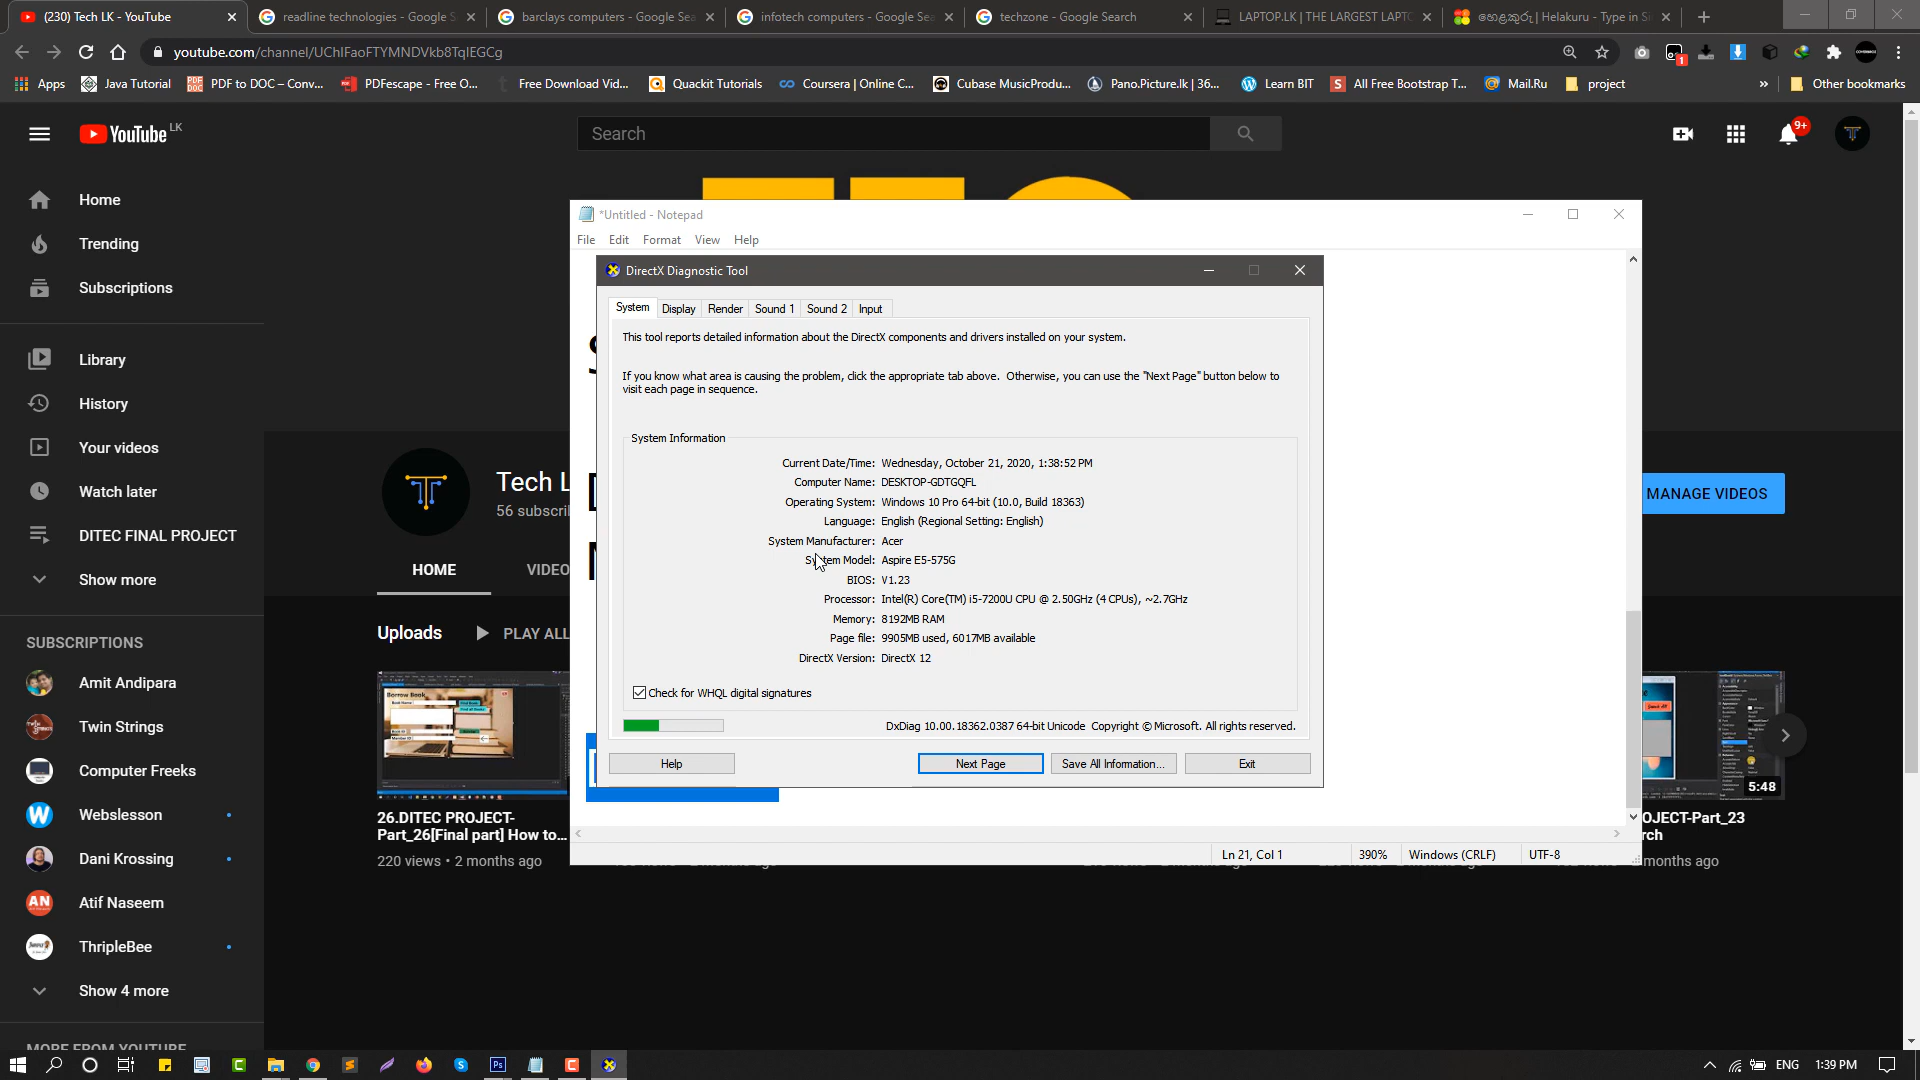 (230) Tech LK - YouTube
readline technologies - Google S
barclays computers - Google Sea
infotech computers - Google Sea
techzone - Google Search
LAPTOP.LK | THE LARGEST LAPT
හෙළකුරු | Helakuru - Type in Si
youtube.com/channel/UChIFaoFTYMNDVkb8TqIEGCg
Apps
Java Tutorial
PDF to DOC – Conv...
PDFescape - Free O...
Free Download Vid...
Quackit Tutorials
Coursera | Online C...
Cubase MusicProdu...
Pano.Picture.lk | 36...
Learn BIT
All Free Bootstrap T...
Mail.Ru
project
»
Other bookmarks
YouTube LK
Search
9+
Home
Trending
Subscriptions
Library
History
Your videos
Watch later
DITEC FINAL PROJECT
Show more
SUBSCRIPTIONS
Amit Andipara
Twin Strings
Computer Freeks
Webslesson
Dani Krossing
Atif Naseem
ThripleBee
Show 4 more
MORE FROM YOUTUBE
Tech L
56 subscri
MANAGE VIDEOS
HOME
VIDEO
Uploads
PLAY ALL
26.DITEC PROJECT-
Part_26[Final part] How to...
220 views • 2 months ago
5:48
OJECT-Part_23
rch
months ago
*Untitled - Notepad
File
Edit
Format
View
Help
DirectX Diagnostic Tool
System
Display
Render
Sound 1
Sound 2
Input
This tool reports detailed information about the DirectX components and drivers installed on your system.
If you know what area is causing the problem, click the appropriate tab above. Otherwise, you can use the "Next Page" button below to
visit each page in sequence.
System Information
Current Date/Time: Wednesday, October 21, 2020, 1:38:52 PM
Computer Name: DESKTOP-GDTGQFL
Operating System: Windows 10 Pro 64-bit (10.0, Build 18363)
Language: English (Regional Setting: English)
System Manufacturer: Acer
System Model: Aspire E5-575G
BIOS: V1.23
Processor: Intel(R) Core(TM) i5-7200U CPU @ 2.50GHz (4 CPUs), ~2.7GHz
Memory: 8192MB RAM
Page file: 9905MB used, 6017MB available
DirectX Version: DirectX 12
Check for WHQL digital signatures
DxDiag 10.00.18362.0387 64-bit Unicode Copyright © Microsoft. All rights reserved.
Help
Next Page
Save All Information...
Exit
Ln 21, Col 1
390%
Windows (CRLF)
UTF-8
ENG
1:39 PM